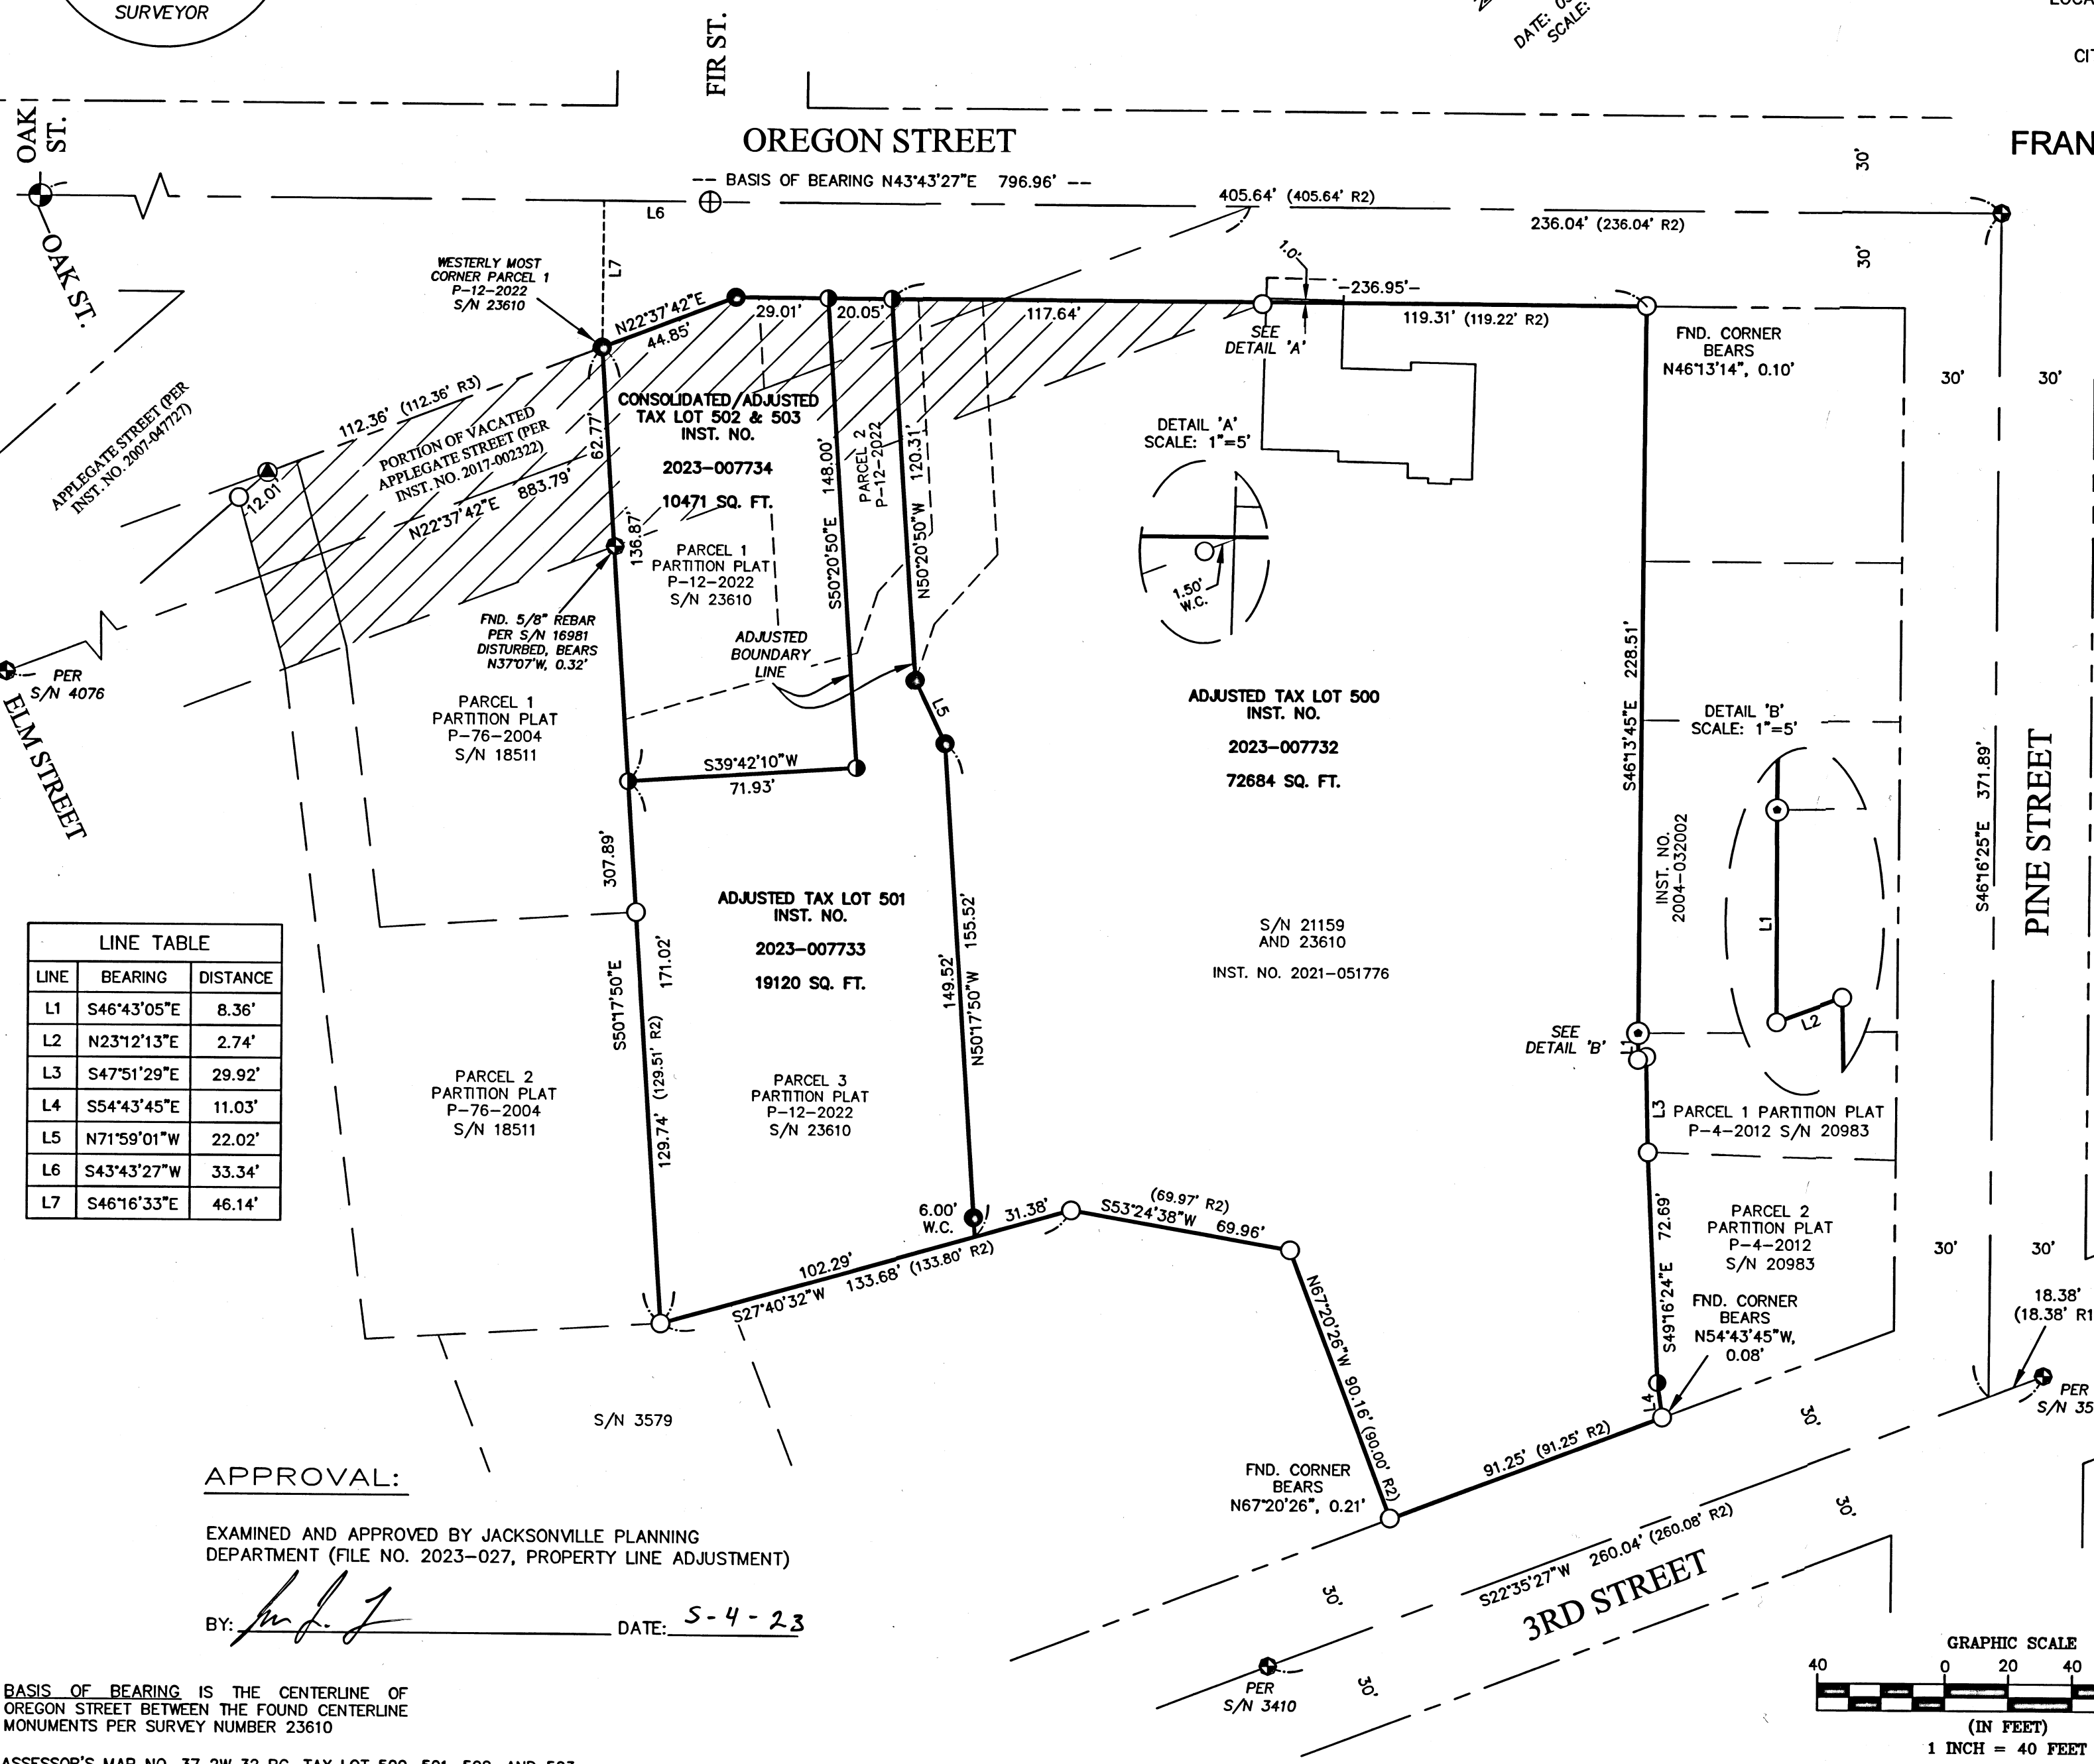 SURVEYOR
FIR ST.
DATE:
SCALE:
OAK
ST.
OREGON STREET
30'
-- BASIS OF BEARING N43°43'27"E 796.96' --
L6
405.64' (405.64' R2)
236.04' (236.04' R2)
30'
OAK ST.
WESTERLY MOST
CORNER PARCEL 1
P-12-2022
S/N 23610
L7
N22°37'42"E
44.85'
29.01'
20.05'
117.64'
1.0'
-236.95'-
119.31' (119.22' R2)
SEE
DETAIL 'A'
FND. CORNER
BEARS
N46°13'14", 0.10'
30'
30'
APPLEGATE STREET (PER
INST. NO. 2007-047727)
112.36' (112.36' R3)
PORTION OF VACATED
APPLEGATE STREET (PER
INST. NO. 2017-002322)
N22°37'42"E 883.79'
12.01'
62.77'
136.87'
CONSOLIDATED/ADJUSTED
TAX LOT 502 & 503
INST. NO.
2023-007734
10471 SQ. FT.
S50°20'50"E 148.00'
PARCEL 2
P-12-2022
N50°20'50"W 120.31'
DETAIL 'A'
SCALE: 1"=5'
1.50'
W.C.
PARCEL 1
PARTITION PLAT
P-12-2022
S/N 23610
FND. 5/8" REBAR
PER S/N 16981
DISTURBED, BEARS
N37°07'W, 0.32'
ADJUSTED
BOUNDARY
LINE
PER
S/N 4076
ELM STREET
PARCEL 1
PARTITION PLAT
P-76-2004
S/N 18511
L5
S39°42'10"W
71.93'
ADJUSTED TAX LOT 500
INST. NO.
2023-007732
72684 SQ. FT.
S46°13'45"E 228.51'
DETAIL 'B'
SCALE: 1"=5'
L1
L2
INST. NO.
2004-032002
S46°16'25"E 371.89'
PINE STREET
307.89'
ADJUSTED TAX LOT 501
INST. NO.
2023-007733
19120 SQ. FT.
S50°17'50"E 171.02'
129.74' (129.51' R2)
149.52'
N50°17'50"W 155.52'
S/N 21159
AND 23610
INST. NO. 2021-051776
LINE TABLE
LINE BEARING DISTANCE
L1 S46°43'05"E 8.36'
L2 N23°12'13"E 2.74'
L3 S47°51'29"E 29.92'
L4 S54°43'45"E 11.03'
L5 N71°59'01"W 22.02'
L6 S43°43'27"W 33.34'
L7 S46°16'33"E 46.14'
SEE
DETAIL 'B'
L1
PARCEL 2
PARTITION PLAT
P-76-2004
S/N 18511
PARCEL 3
PARTITION PLAT
P-12-2022
S/N 23610
L3
PARCEL 1 PARTITION PLAT
P-4-2012 S/N 20983
6.00'
W.C.
31.38'
(69.97' R2)
S53°24'38"W 69.96'
102.29'
S27°40'32"W 133.68' (133.80' R2)
S49°16'24"E 72.69'
PARCEL 2
PARTITION PLAT
P-4-2012
S/N 20983
30'
30'
18.38'
(18.38' R1
FND. CORNER
BEARS
N54°43'45"W,
0.08'
L4
N67°20'26"W 90.16' (90.00' R2)
PER
S/N 35
30'
S/N 3579
91.25' (91.25' R2)
FND. CORNER
BEARS
N67°20'26", 0.21'
30'
S22°35'27"W 260.04' (260.08' R2)
3RD STREET
30'
30'
PER
S/N 3410
APPROVAL:
EXAMINED AND APPROVED BY JACKSONVILLE PLANNING
DEPARTMENT (FILE NO. 2023-027, PROPERTY LINE ADJUSTMENT)
BY: DATE: 5-4-23
GRAPHIC SCALE
40 0 20 40
(IN FEET)
1 INCH = 40 FEET
BASIS OF BEARING IS THE CENTERLINE OF
OREGON STREET BETWEEN THE FOUND CENTERLINE
MONUMENTS PER SURVEY NUMBER 23610